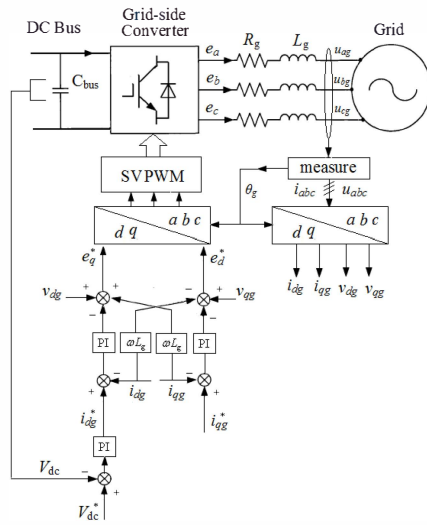 DC Bus
Grid-side
Converter
Grid
C_bus
e_a
R_g
L_g
u_ag
e_b
u_bg
e_c
u_cg
SVPWM
θ_g
measure
i_abc
u_abc
d q
a b c
d q
a b c
e_q^*
e_d^*
i_dg
i_qg
v_dg
v_qg
v_dg
+
+
−
−
+
v_qg
−
−
PI
ωL_g
ωL_g
PI
+
−
i_dg
i_qg
−
+
i_dg^*
i_qg^*
PI
V_dc
−
+
V_dc^*